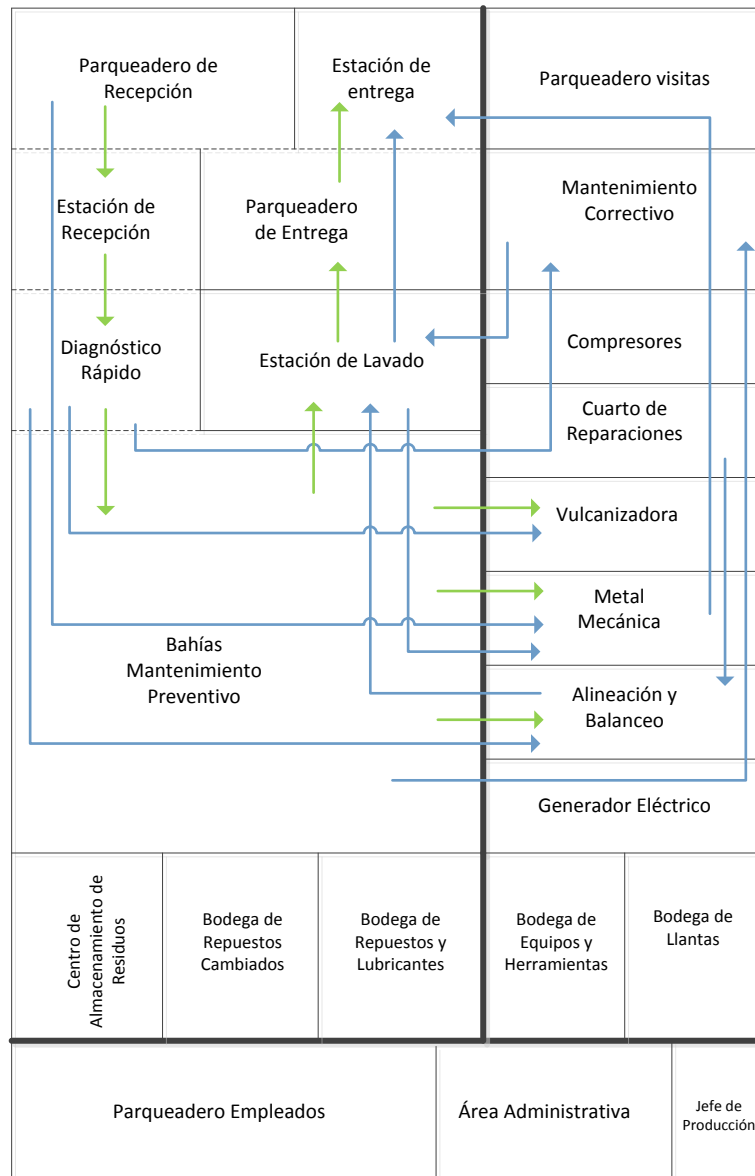 Parqueadero de
Recepción
Estación de
entrega
Parqueadero visitas
Estación de
Recepción
Parqueadero
de Entrega
Mantenimiento
Correctivo
Diagnóstico
Rápido
Estación de Lavado
Compresores
Cuarto de
Reparaciones
Vulcanizadora
Metal
Mecánica
Bahías
Mantenimiento
Preventivo
Alineación y
Balanceo
Generador Eléctrico
Centro de
Almacenamiento de
Residuos
Bodega de
Repuestos
Cambiados
Bodega de
Repuestos y
Lubricantes
Bodega de
Equipos y
Herramientas
Bodega de
Llantas
Parqueadero Empleados
Área Administrativa
Jefe de
Producción